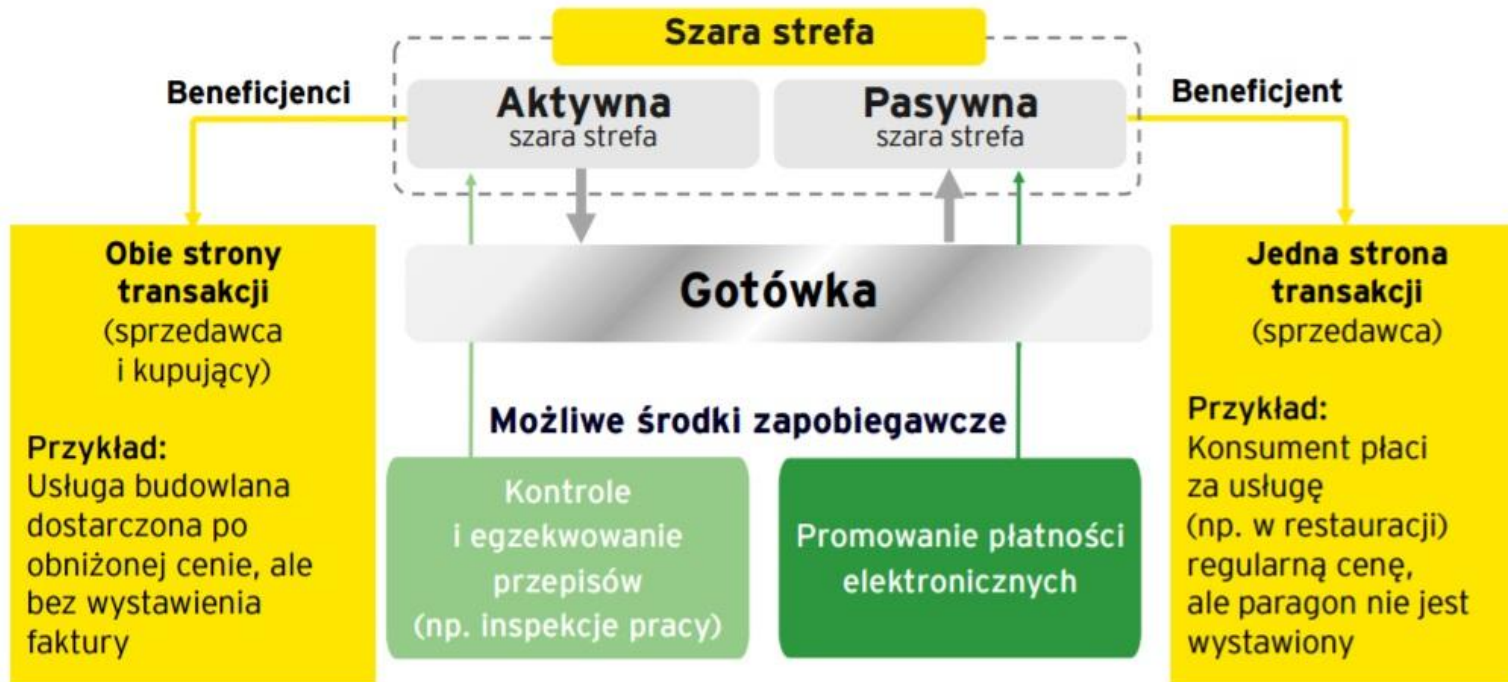 Szara strefa
Beneficjenci
Aktywna
szara strefa
Pasywna
szara strefa
Beneficjent
Obie strony
transakcji
(sprzedawca
i kupujący)
Przykład:
Usługa budowlana
dostarczona po
obniżonej cenie, ale
bez wystawienia
faktury
Gotówka
Możliwe środki zapobiegawcze
Kontrole
i egzekwowanie
przepisów
(np. inspekcje pracy)
Promowanie płatności
elektronicznych
Jedna strona
transakcji
(sprzedawca)
Przykład:
Konsument płaci
za usługę
(np. w restauracji)
regularną cenę,
ale paragon nie jest
wystawiony